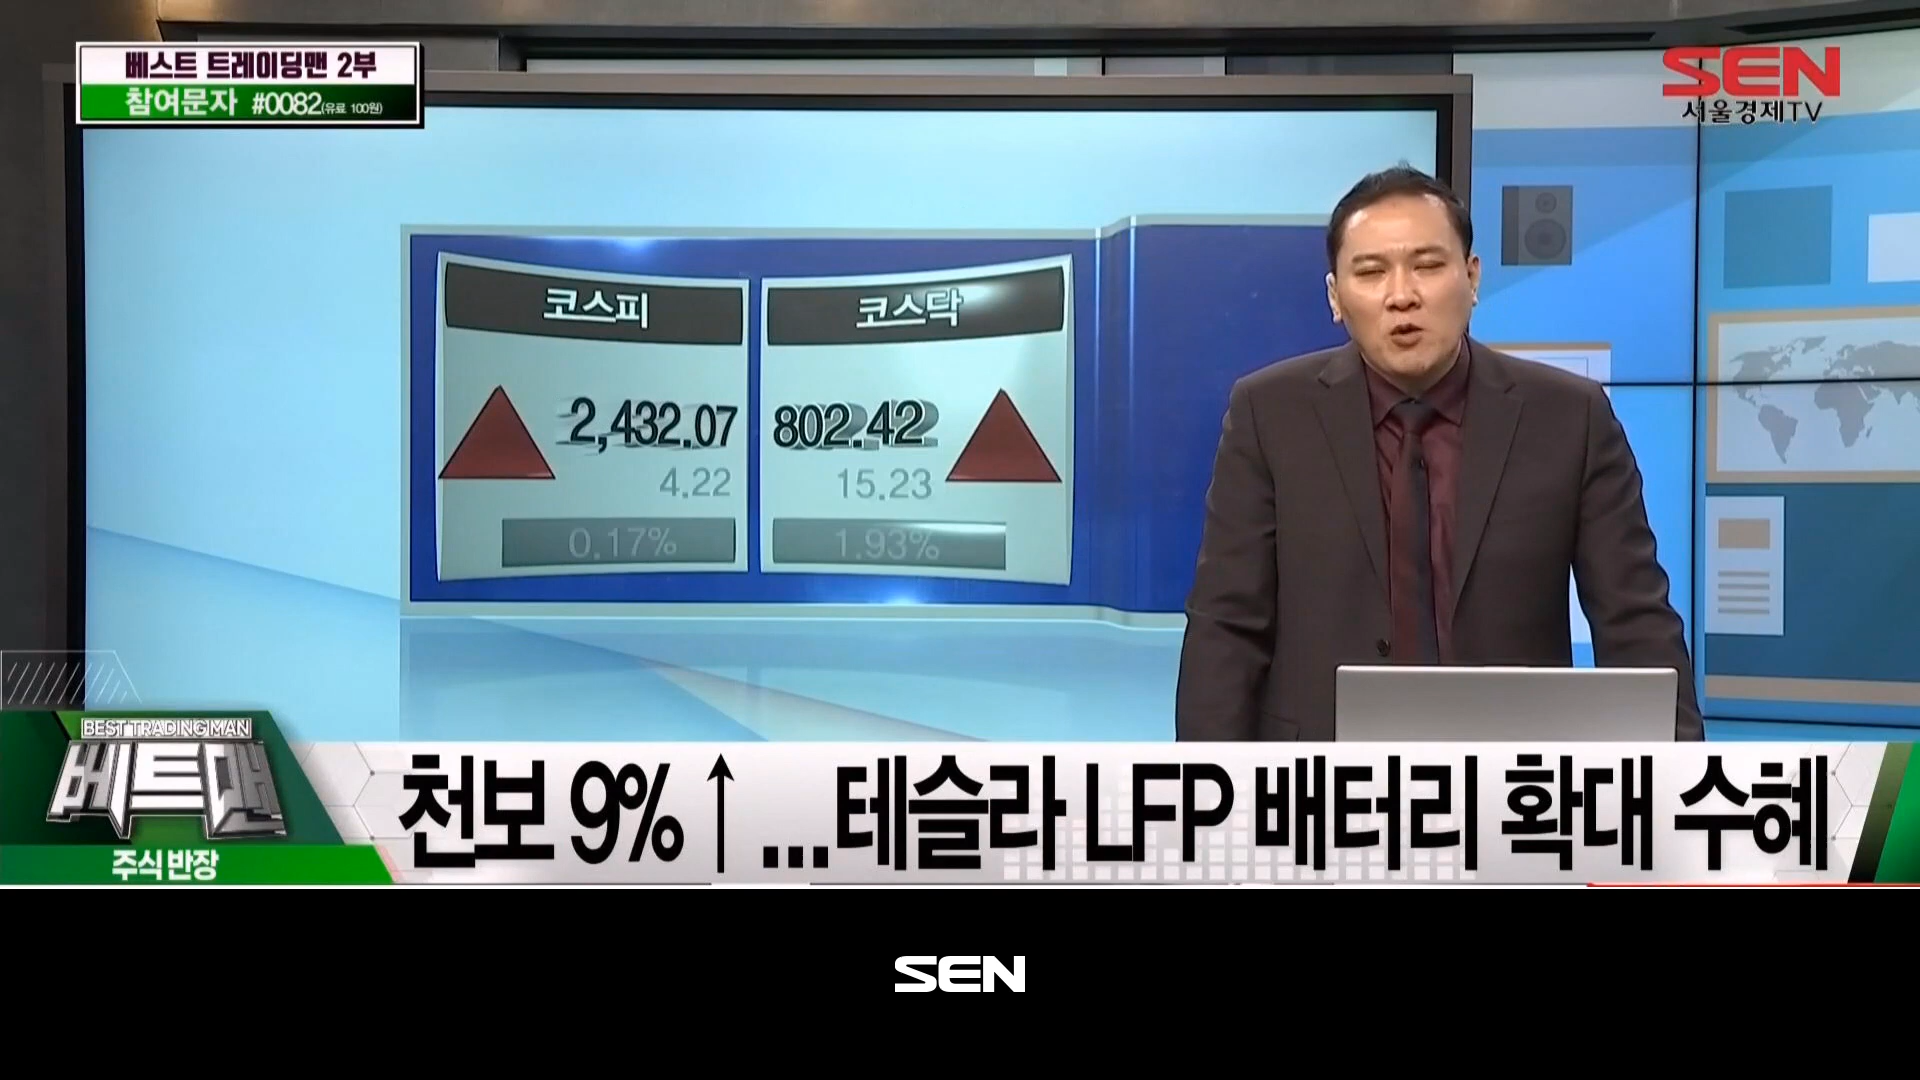 베스트 트레이딩맨 2부
참여문자 #0082(유료 100원)
SEN
서울경제TV
코스피
2,432.07
4.22
0.17%
코스닥
802.42
15.23
1.93%
BEST TRADING MAN
베트맨
주식 반장
천보 9%↑...테슬라 LFP 배터리 확대 수혜
SEN